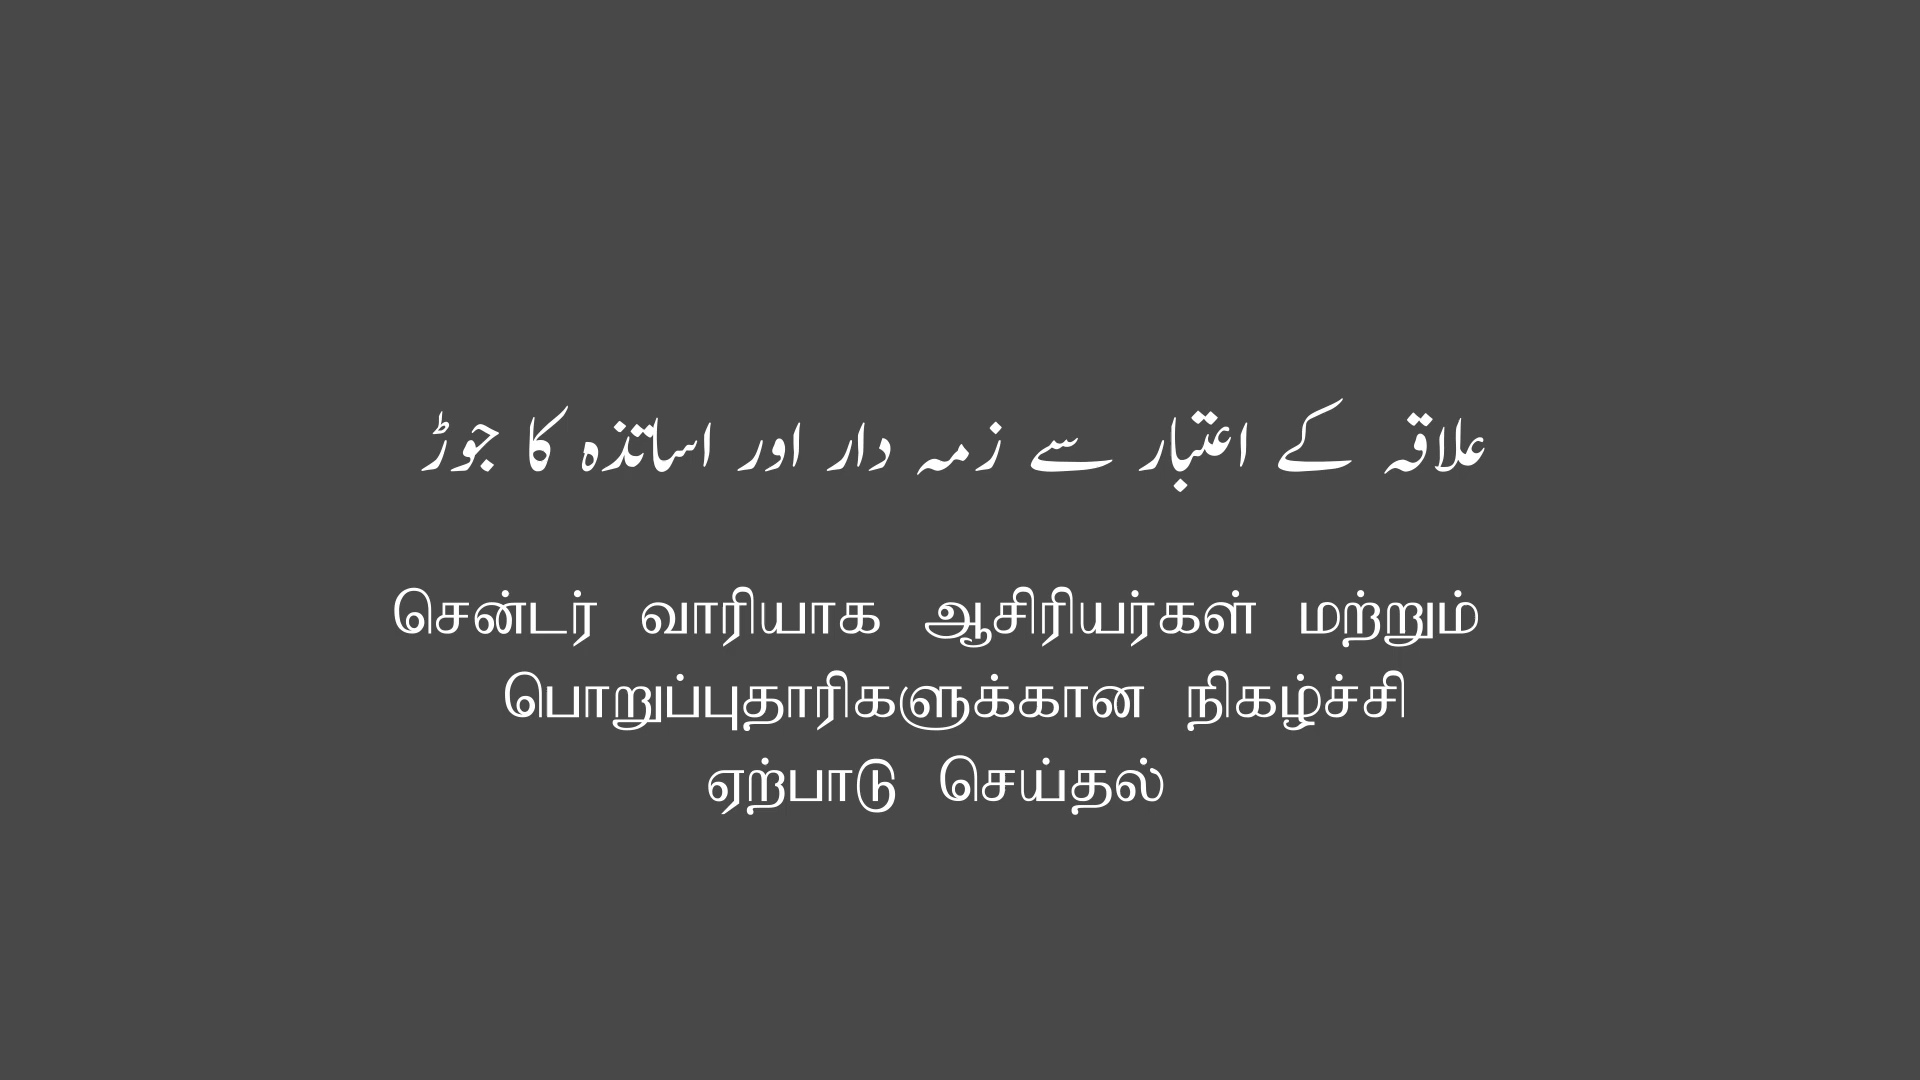 علاقہ کے اعتبار سے زمہ دار اور اساتذہ کا جوڑ
சென்டர் வாரியாக ஆசிரியர்கள் மற்றும்
பொறுப்புதாரிகளுக்கான நிகழ்ச்சி
ஏற்பாடு செய்தல்